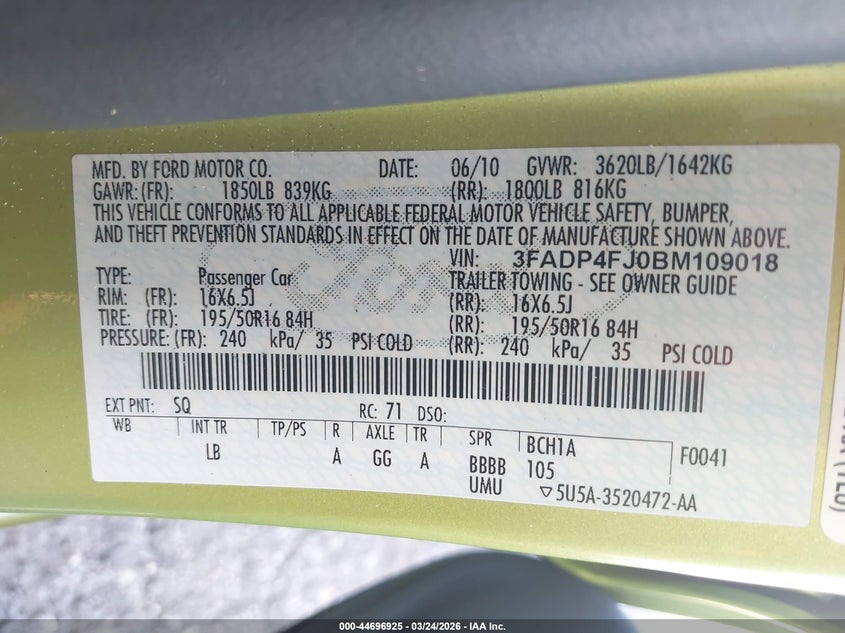 MFD. BY FORD MOTOR CO. DATE: 06/10 GVWR: 3620LB/1642KG
GAWR: (FR): 1850LB 839KG (RR): 1800LB 816KG
THIS VEHICLE CONFORMS TO ALL APPLICABLE FEDERAL MOTOR VEHICLE SAFETY, BUMPER,
AND THEFT PREVENTION STANDARDS IN EFFECT ON THE DATE OF MANUFACTURE SHOWN ABOVE.
VIN: 3FADP4FJ0BM109018
TYPE: Passenger Car TRAILER TOWING - SEE OWNER GUIDE
RIM: (FR): 16X6.5J (RR): 16X6.5J
TIRE: (FR): 195/50R16 84H (RR): 195/50R16 84H
PRESSURE: (FR): 240 kPa/ 35 PSI COLD (RR): 240 kPa/ 35 PSI COLD
EXT PNT: SQ RC: 71 DSO:
WB INT TR TP/PS R AXLE TR SPR BCH1A F0041
LB A GG A BBBB 105
UMU ▽5U5A-3520472-AA
000-44696925 - 03/24/2026 - IAA Inc.